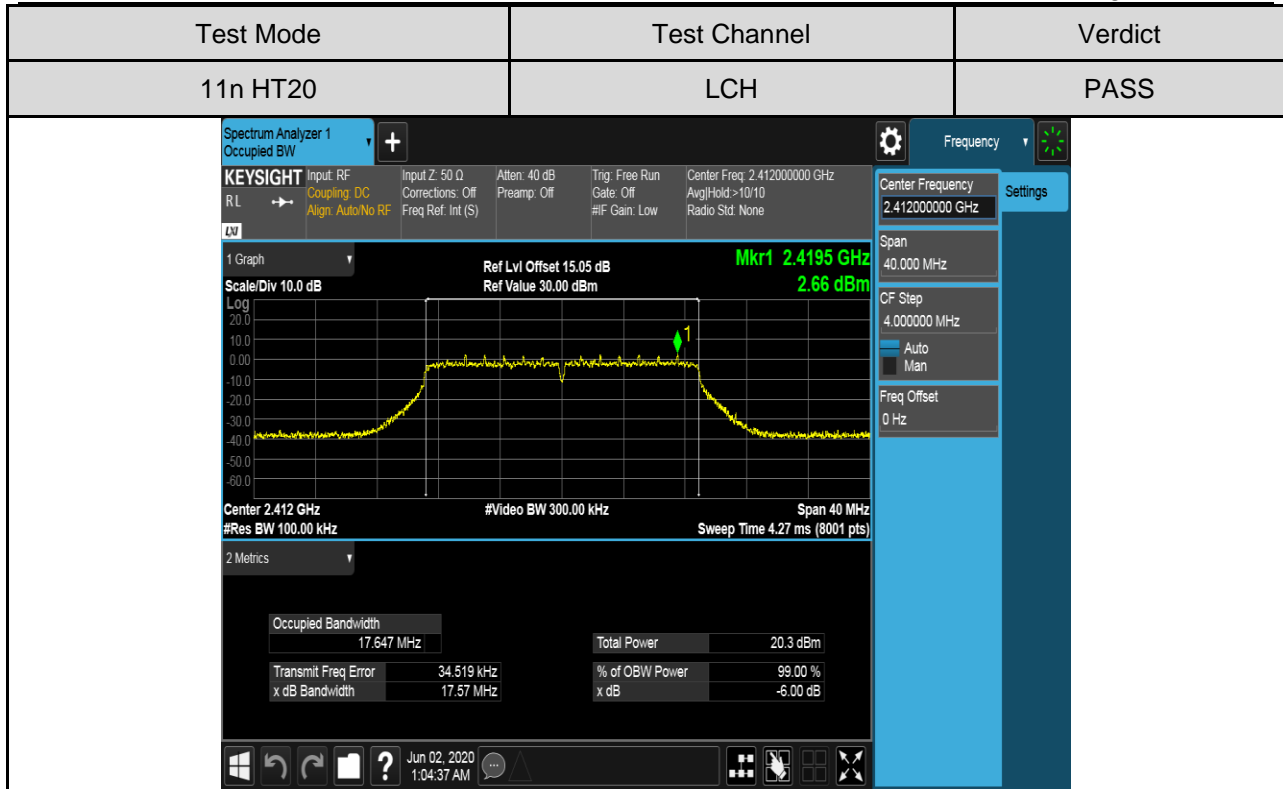 Test Mode Test Channel Verdict
11n HT20 LCH PASS
Spectrum Analyzer 1
Occupied BW
+
Frequency
KEYSIGHT
RL
LXI
Input: RF
Coupling: DC
Align: Auto/No RF
Input Z: 50 Ω
Corrections: Off
Freq Ref: Int (S)
Atten: 40 dB
Preamp: Off
Trig: Free Run
Gate: Off
#IF Gain: Low
Center Freq: 2.412000000 GHz
Avg|Hold:>10/10
Radio Std: None
Center Frequency
2.412000000 GHz
Settings
Span
40.000 MHz
CF Step
4.000000 MHz
Auto
Man
Freq Offset
0 Hz
1 Graph
Scale/Div 10.0 dB
Ref Lvl Offset 15.05 dB
Ref Value 30.00 dBm
Mkr1 2.4195 GHz
2.66 dBm
Log
20.0
10.0
0.00
-10.0
-20.0
-30.0
-40.0
-50.0
-60.0
1
Center 2.412 GHz #Video BW 300.00 kHz Span 40 MHz
#Res BW 100.00 kHz Sweep Time 4.27 ms (8001 pts)
2 Metrics
Occupied Bandwidth
17.647 MHz
Total Power 20.3 dBm
Transmit Freq Error 34.519 kHz
% of OBW Power 99.00 %
x dB Bandwidth 17.57 MHz
x dB -6.00 dB
?
Jun 02, 2020
1:04:37 AM